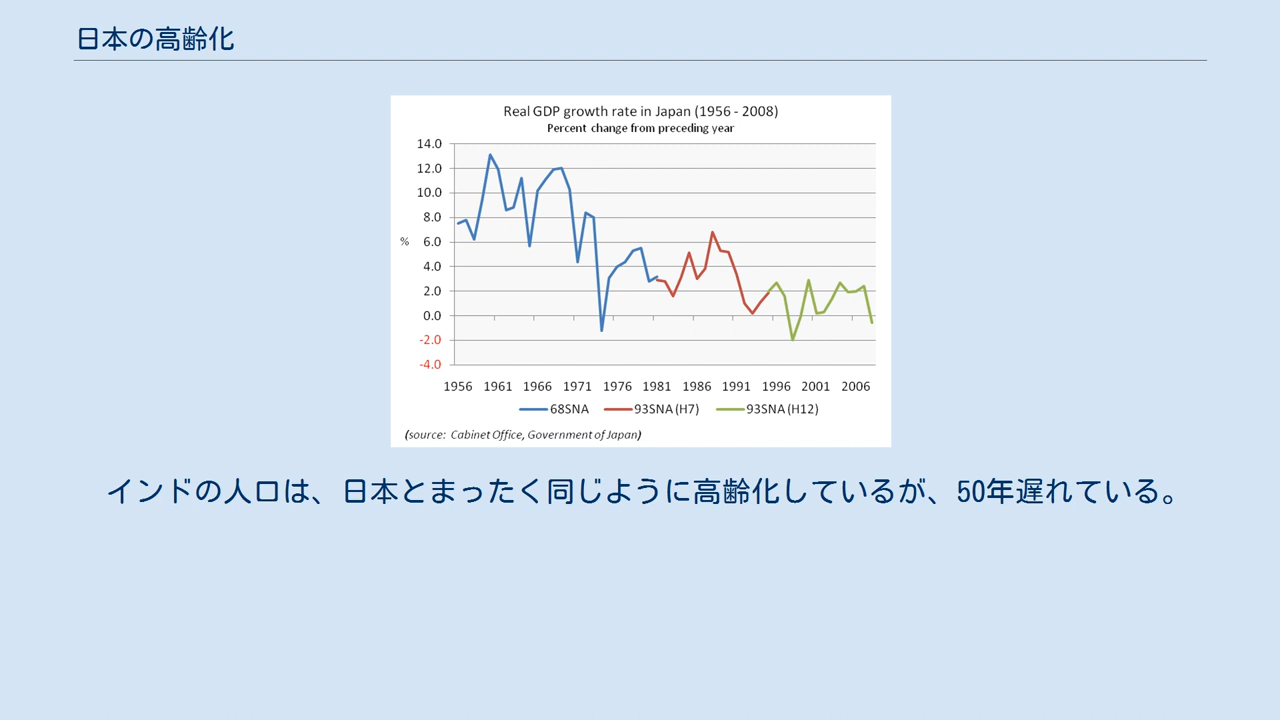 日本の高齢化
Real GDP growth rate in Japan (1956 - 2008)
Percent change from preceding year
14.0
12.0
10.0
8.0
6.0
4.0
2.0
0.0
-2.0
-4.0
%
1956 1961 1966 1971 1976 1981 1986 1991 1996 2001 2006
68SNA 93SNA (H7) 93SNA (H12)
(source: Cabinet Office, Government of Japan)
インドの人口は、日本とまったく同じように高齢化しているが、50年遅れている。